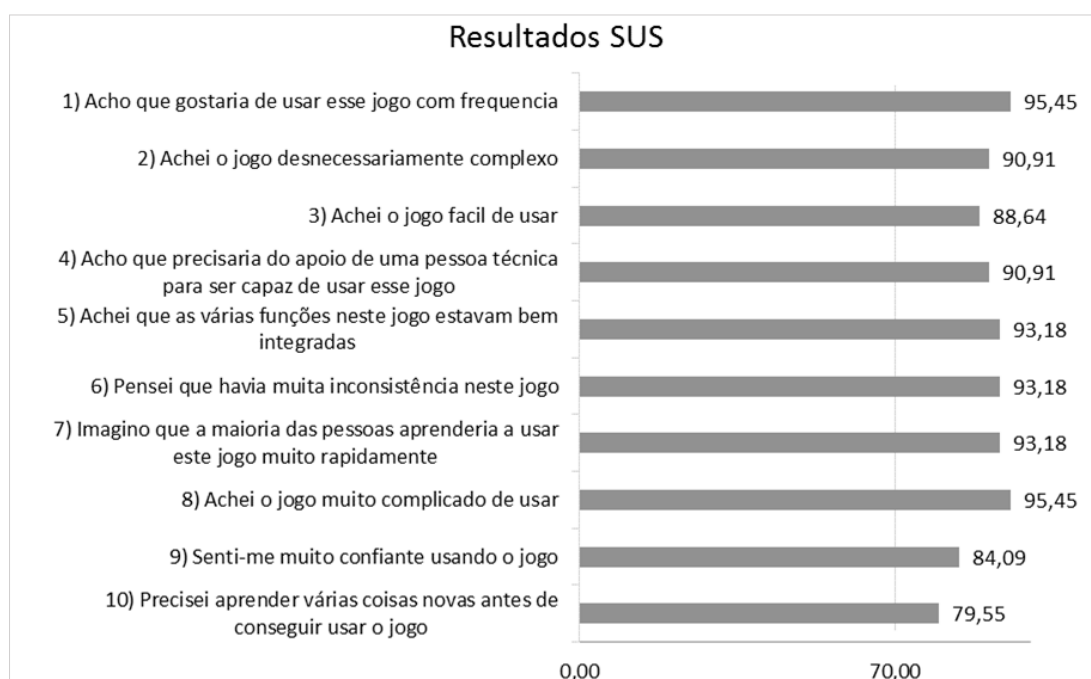 Resultados SUS
1) Acho que gostaria de usar esse jogo com frequencia
95,45
2) Achei o jogo desnecessariamente complexo
90,91
3) Achei o jogo facil de usar
88,64
4) Acho que precisaria do apoio de uma pessoa técnica
para ser capaz de usar esse jogo
90,91
5) Achei que as várias funções neste jogo estavam bem
integradas
93,18
6) Pensei que havia muita inconsistência neste jogo
93,18
7) Imagino que a maioria das pessoas aprenderia a usar
este jogo muito rapidamente
93,18
8) Achei o jogo muito complicado de usar
95,45
9) Senti-me muito confiante usando o jogo
84,09
10) Precisei aprender várias coisas novas antes de
conseguir usar o jogo
79,55
0,00
70,00